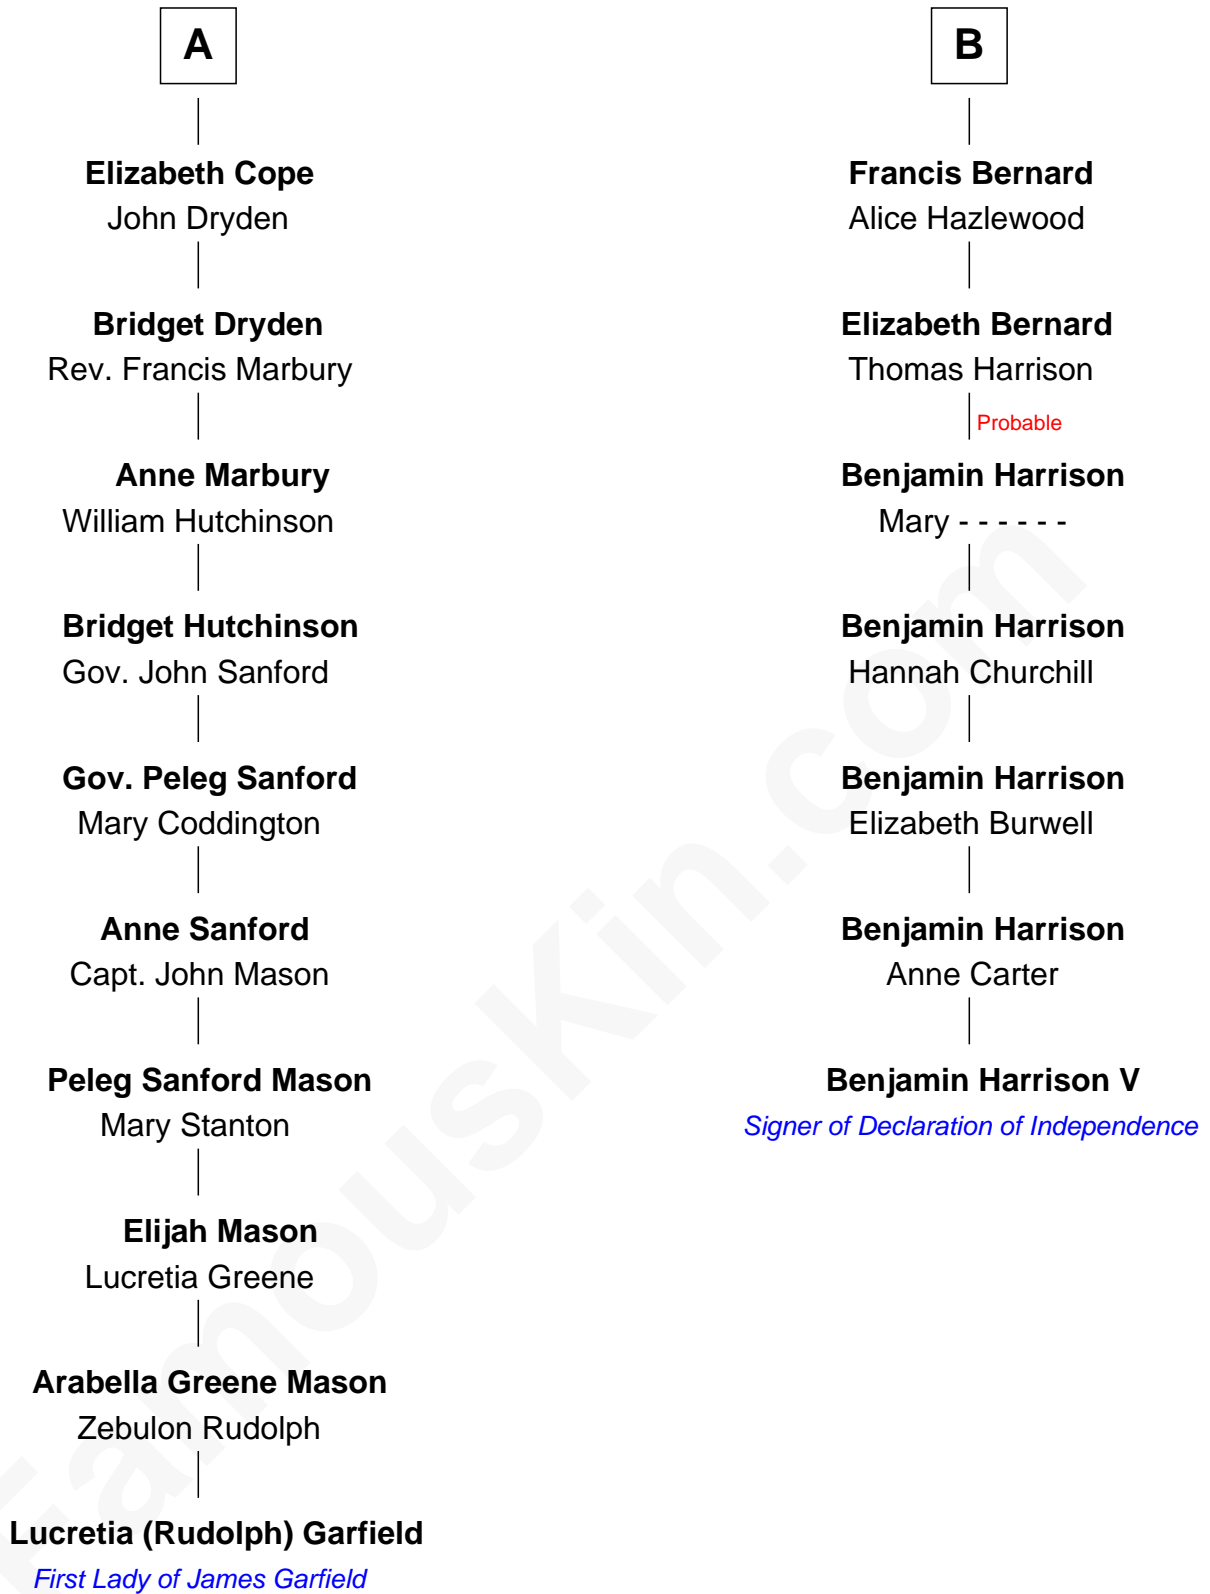 A
Elizabeth Cope
John Dryden
Bridget Dryden
Rev. Francis Marbury
Anne Marbury
William Hutchinson
Bridget Hutchinson
Gov. John Sanford
Gov. Peleg Sanford
Mary Coddington
Anne Sanford
Capt. John Mason
Peleg Sanford Mason
Mary Stanton
Elijah Mason
Lucretia Greene
Arabella Greene Mason
Zebulon Rudolph
Lucretia (Rudolph) Garfield
First Lady of James Garfield
B
Francis Bernard
Alice Hazlewood
Elizabeth Bernard
Thomas Harrison
Probable
Benjamin Harrison
Mary - - - - - -
Benjamin Harrison
Hannah Churchill
Benjamin Harrison
Elizabeth Burwell
Benjamin Harrison
Anne Carter
Benjamin Harrison V
Signer of Declaration of Independence
FamousKin.com